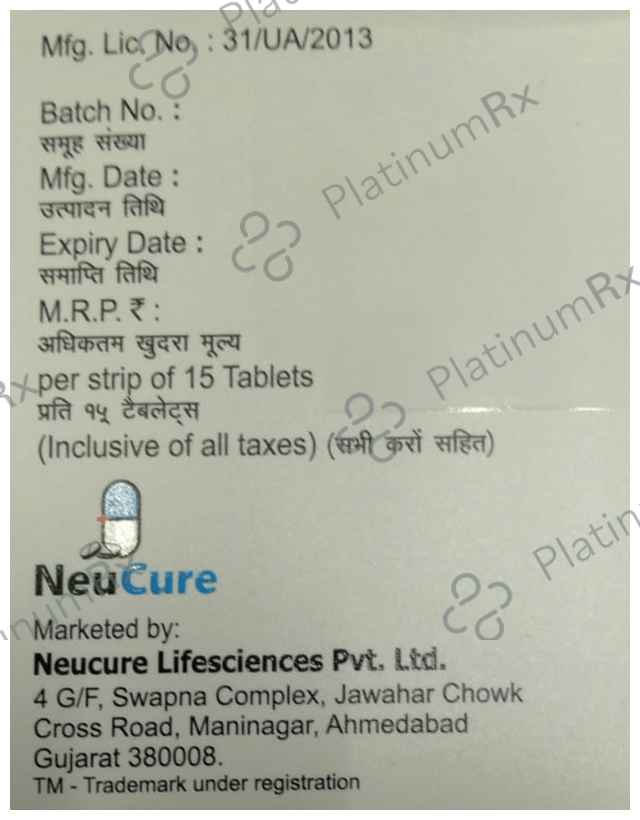 Mfg. Lic. No. : 31/UA/2013
Batch No. :
समूह संख्या
Mfg. Date :
उत्पादन तिथि
Expiry Date :
समाप्ति तिथि
M.R.P. ₹ :
अधिकतम खुदरा मूल्य
per strip of 15 Tablets
प्रति १५ टैबलेट्स
(Inclusive of all taxes) (सभी करों सहित)
NeuCure
Marketed by:
Neucure Lifesciences Pvt. Ltd.
4 G/F, Swapna Complex, Jawahar Chowk
Cross Road, Maninagar, Ahmedabad
Gujarat 380008.
TM - Trademark under registration
PlatinumRx
PlatinumRx